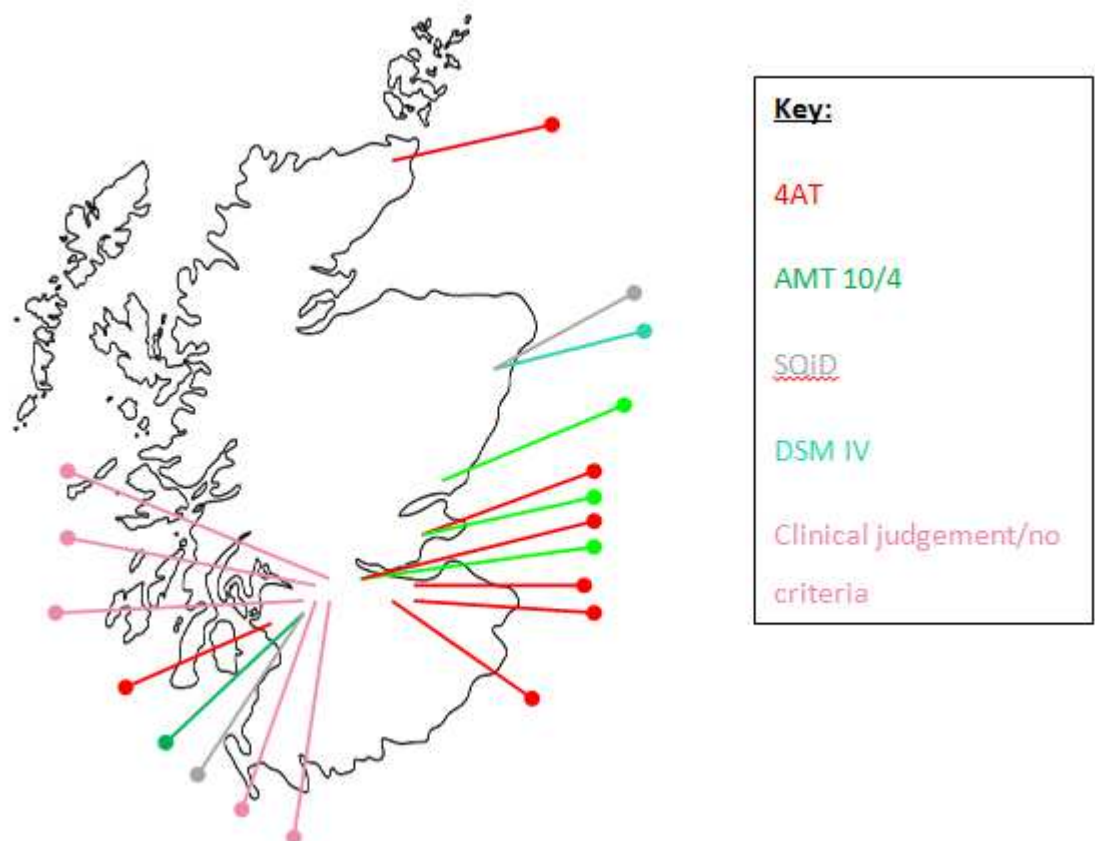 Key:
4AT
AMT 10/4
SQiD
DSM IV
Clinical judgement/no
criteria